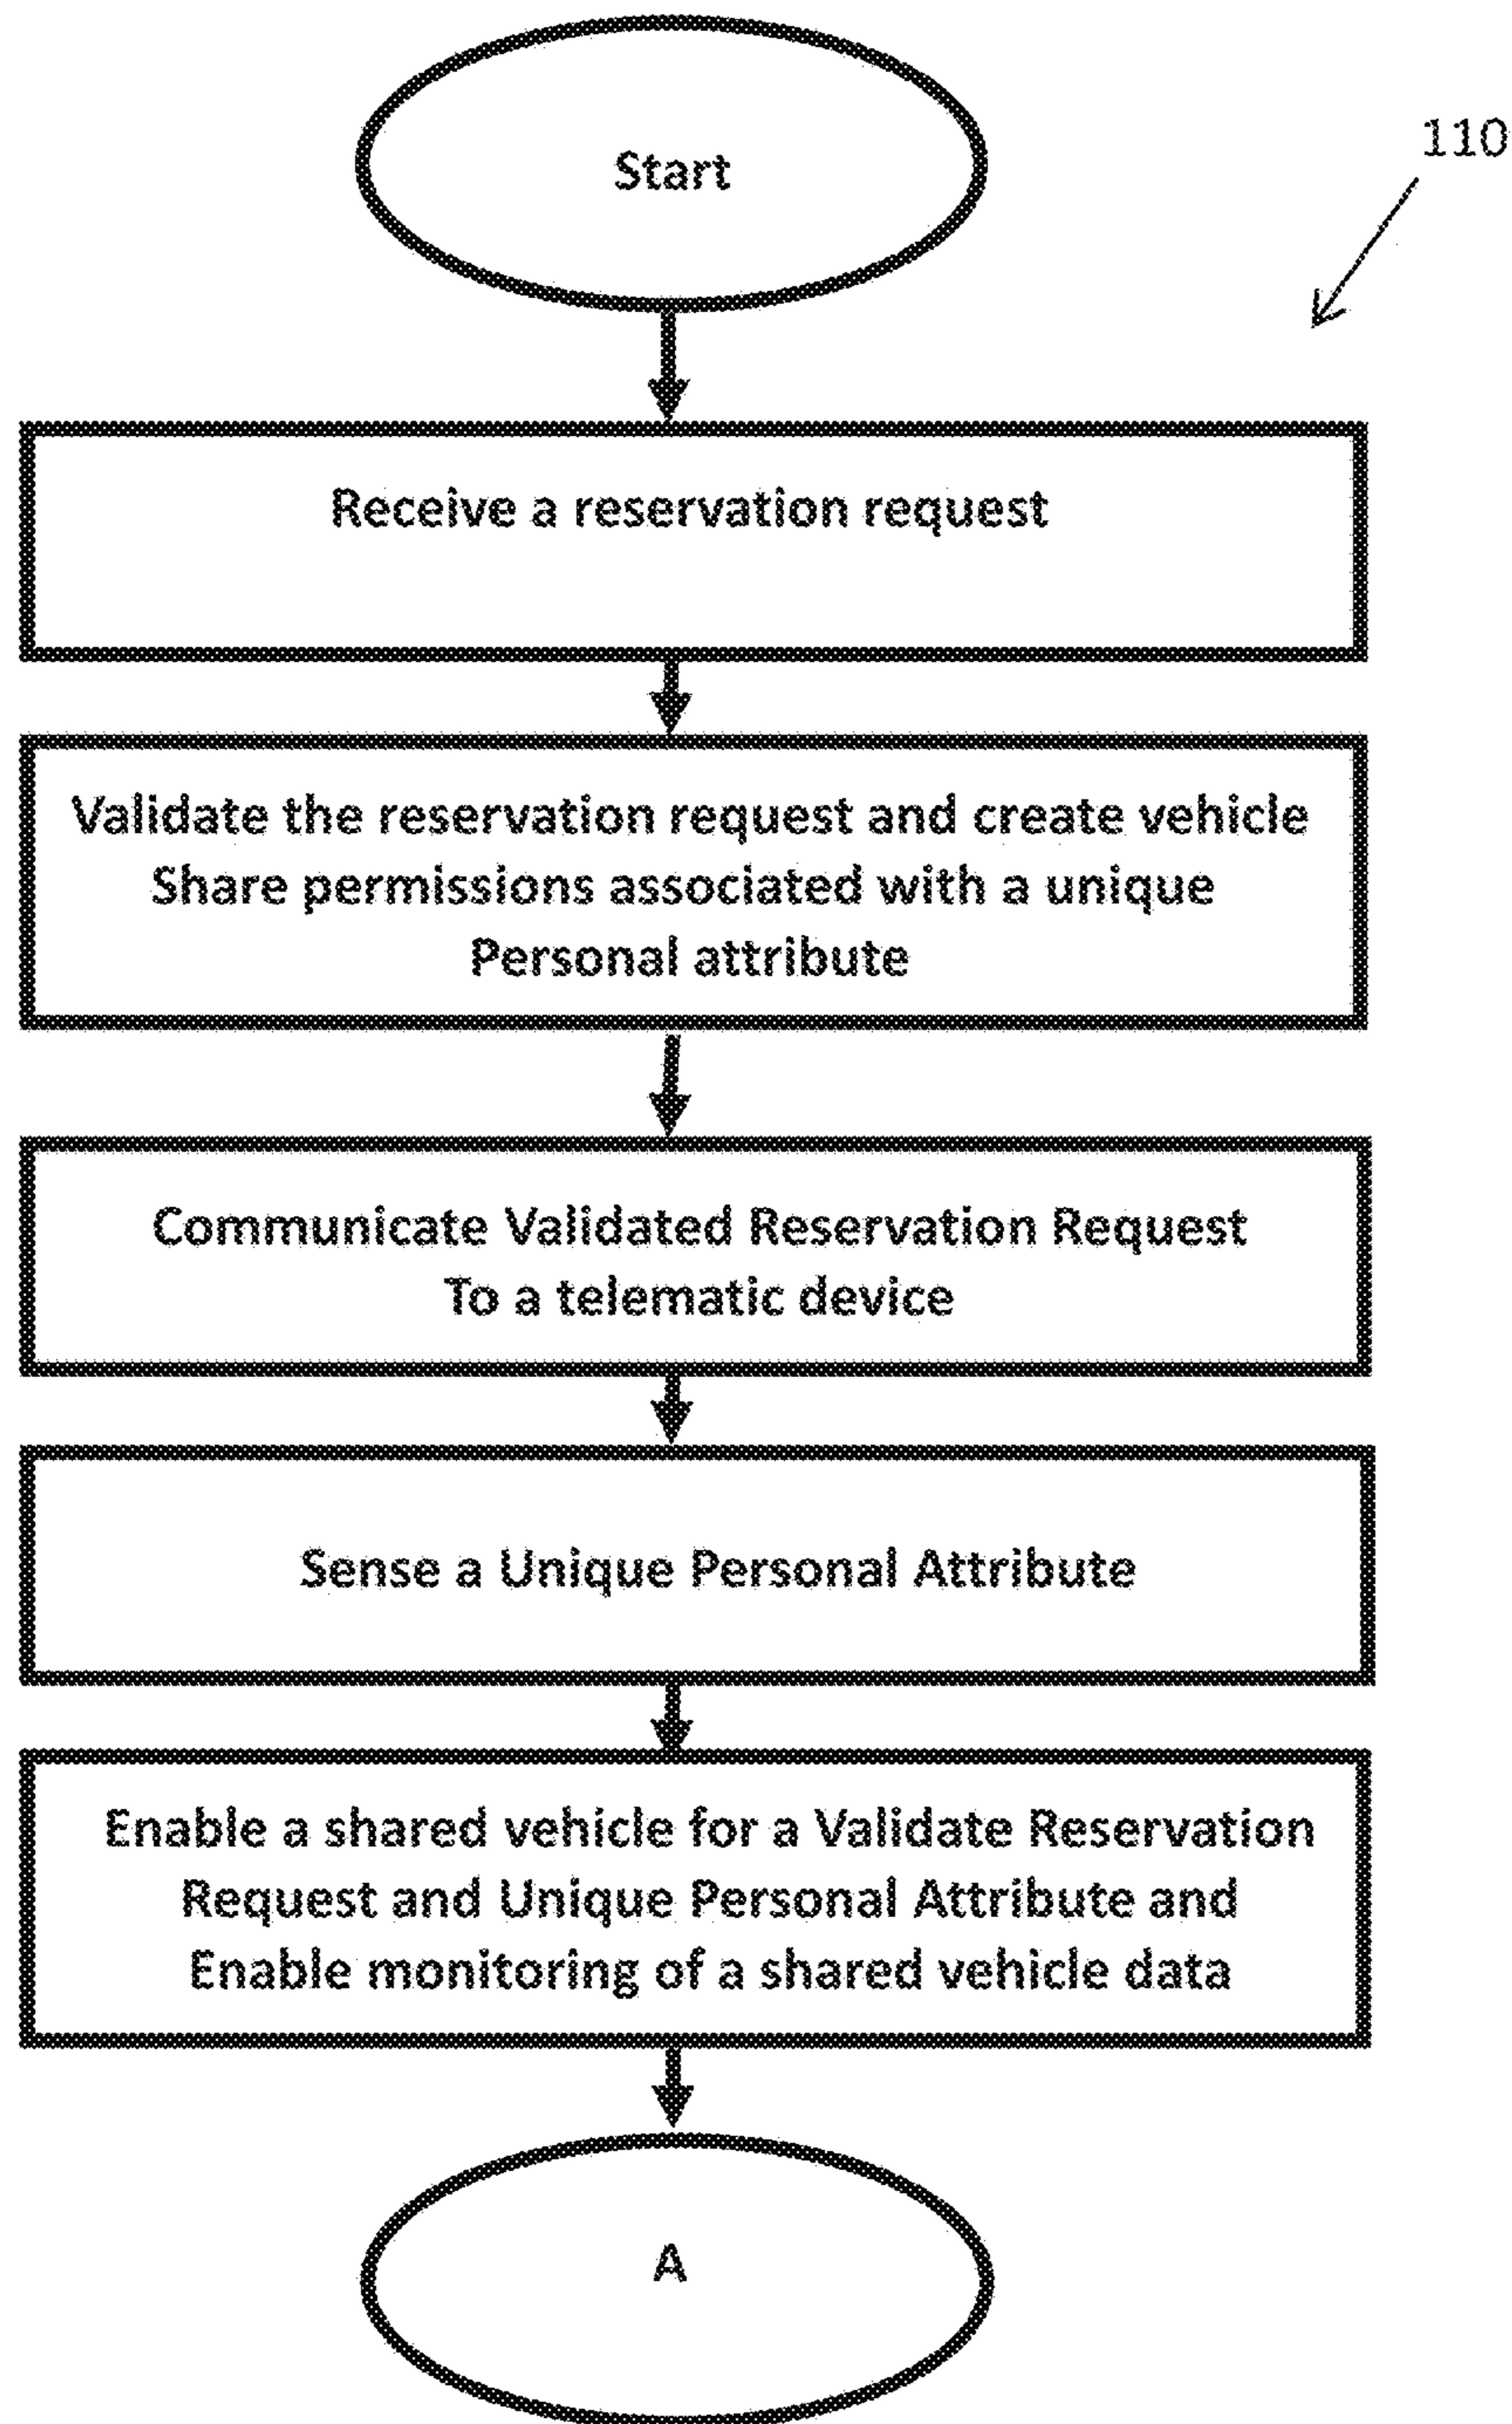 Start
110
Receive a reservation request
Validate the reservation request and create vehicle
Share permissions associated with a unique
Personal attribute
Communicate Validated Reservation Request
To a telematic device
Sense a Unique Personal Attribute
Enable a shared vehicle for a Validate Reservation
Request and Unique Personal Attribute and
Enable monitoring of a shared vehicle data
A